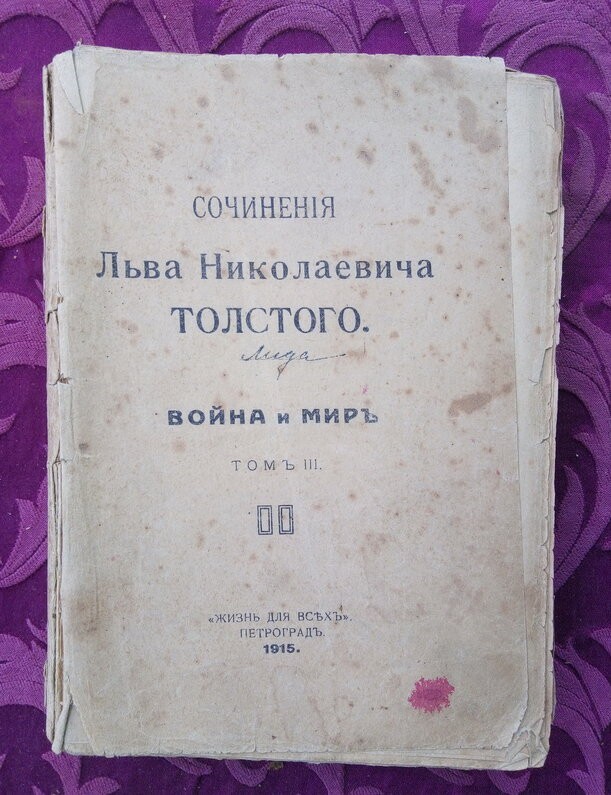 СОЧИНЕНІЯ
Льва Николаевича
ТОЛСТОГО.
Лида
ВОЙНА и МИРЪ
ТОМЪ III.
«ЖИЗНЬ ДЛЯ ВСѢХЪ».
ПЕТРОГРАДЪ.
1915.